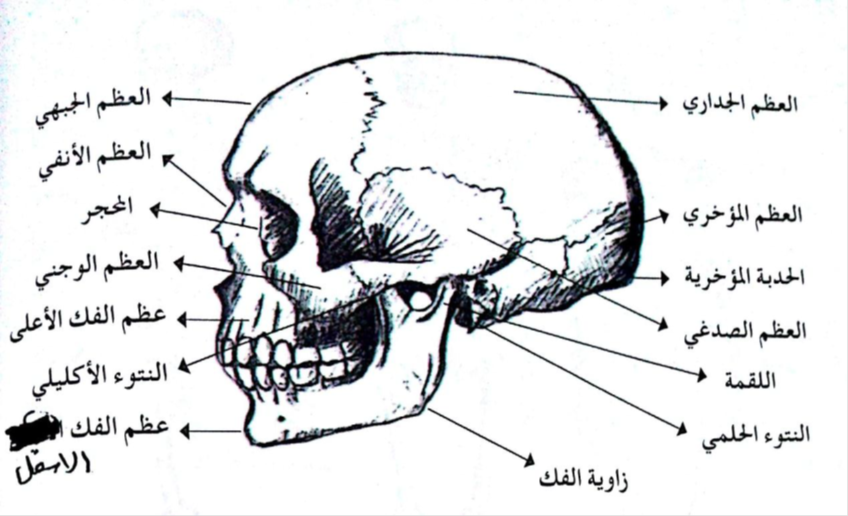 العظم الجبهي
العظم الأنفي
المحجر
العظم الوجني
عظم الفك الأعلى
النتوء الأكليلي
عظم الفك
الاسفل
العظم الجداري
العظم المؤخري
الحدبة المؤخرية
العظم الصدغي
اللقمة
النتوء الحلمي
زاوية الفك